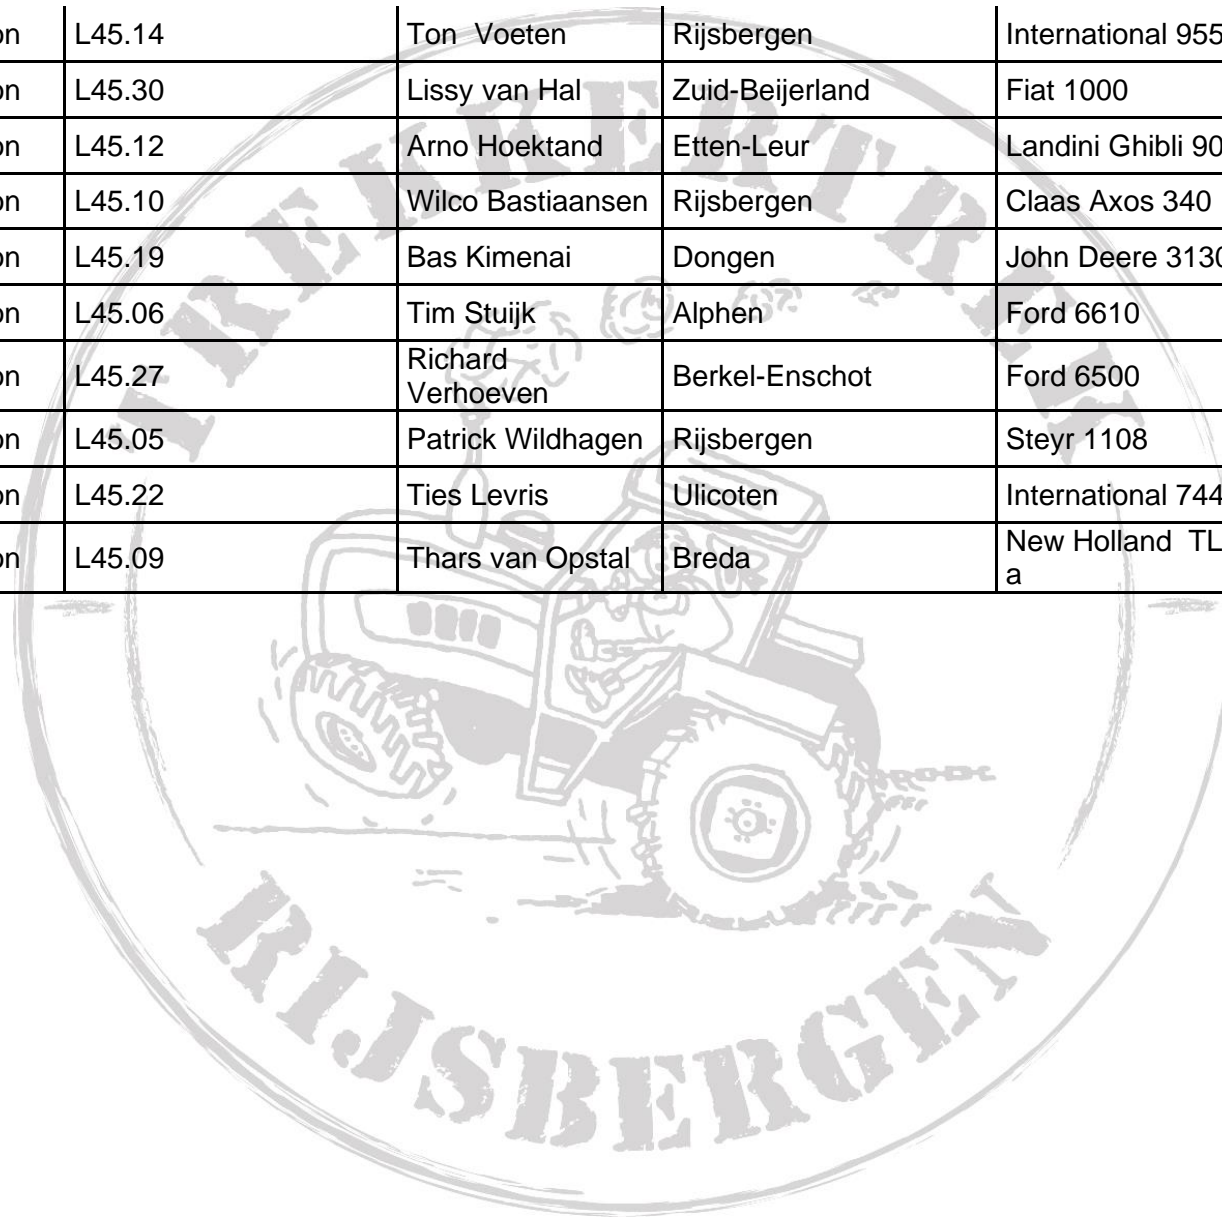 on L45.14 Ton Voeten Rijsbergen International 955
on L45.30 Lissy van Hal Zuid-Beijerland Fiat 1000
on L45.12 Arno Hoektand Etten-Leur Landini Ghibli 90
on L45.10 Wilco Bastiaansen Rijsbergen Claas Axos 340
on L45.19 Bas Kimenai Dongen John Deere 3130
on L45.06 Tim Stuijk Alphen Ford 6610
on L45.27 Richard Verhoeven Berkel-Enschot Ford 6500
on L45.05 Patrick Wildhagen Rijsbergen Steyr 1108
on L45.22 Ties Levris Ulicoten International 744
on L45.09 Thars van Opstal Breda New Holland TL
a
TREKKERTREK
RIJSBERGEN